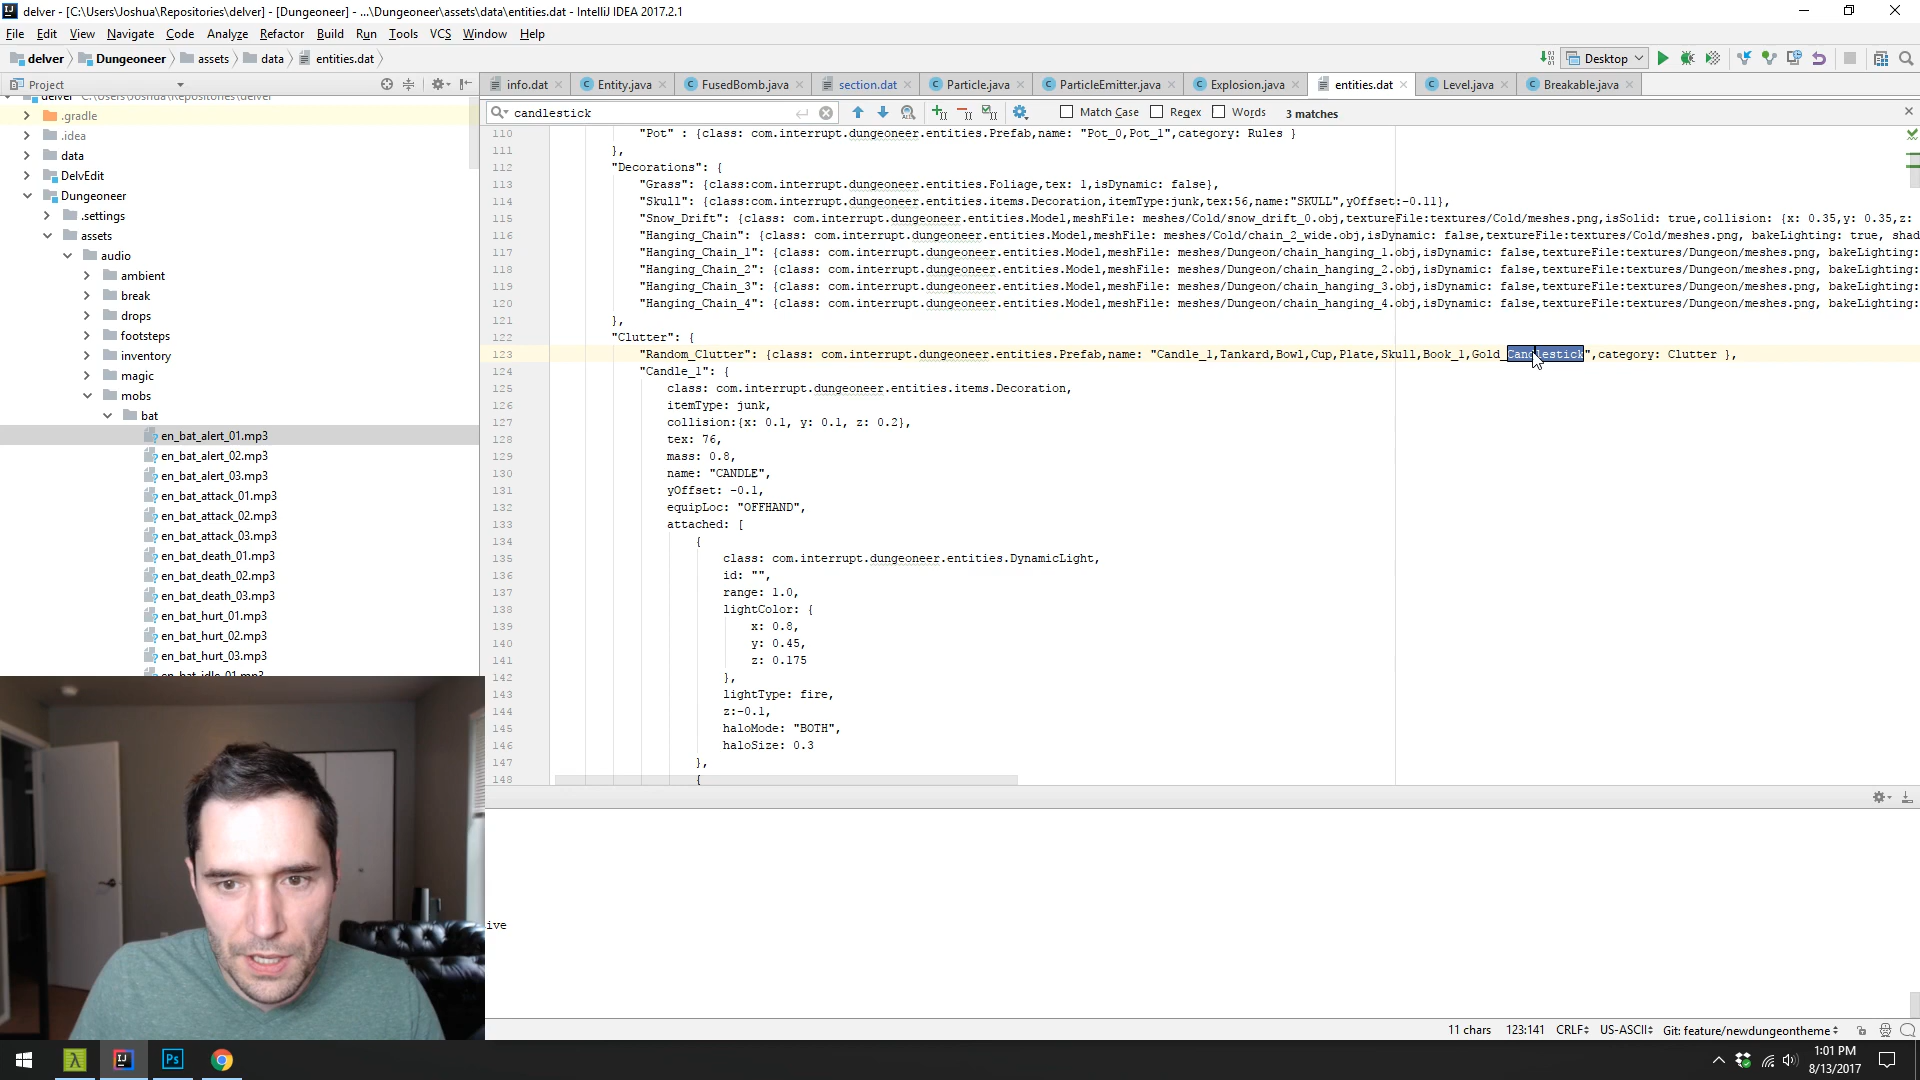 delver - [C:\Users\Joshua\Repositories\delver] - [Dungeoneer] - ...\Dungeoneer\assets\data\entities.dat - IntelliJ IDEA 2017.2.1
File Edit View Navigate Code Analyze Refactor Build Run Tools VCS Window Help
delver Dungeoneer assets data entities.dat Desktop
Project info.dat Entity.java FusedBomb.java section.dat Particle.java ParticleEmitter.java Explosion.java entities.dat Level.java Breakable.java
delver C:\Users\Joshua\Repositories\delver
.gradle
.idea
data
DelvEdit
Dungeoneer
.settings
assets
audio
ambient
break
drops
footsteps
inventory
magic
mobs
bat
en_bat_alert_01.mp3
en_bat_alert_02.mp3
en_bat_alert_03.mp3
en_bat_attack_01.mp3
en_bat_attack_02.mp3
en_bat_attack_03.mp3
en_bat_death_01.mp3
en_bat_death_02.mp3
en_bat_death_03.mp3
en_bat_hurt_01.mp3
en_bat_hurt_02.mp3
en_bat_hurt_03.mp3
en_bat_idle_01.mp3
candlestick Match Case Regex Words 3 matches
110 "Pot" : {class: com.interrupt.dungeoneer.entities.Prefab,name: "Pot_0,Pot_1",category: Rules }
111 },
112 "Decorations": {
113 "Grass": {class:com.interrupt.dungeoneer.entities.Foliage,tex: 1,isDynamic: false},
114 "Skull": {class:com.interrupt.dungeoneer.entities.items.Decoration,itemType:junk,tex:56,name:"SKULL",yOffset:-0.11},
115 "Snow_Drift": {class: com.interrupt.dungeoneer.entities.Model,meshFile: meshes/Cold/snow_drift_0.obj,textureFile:textures/Cold/meshes.png,isSolid: true,collision: {x: 0.35,y: 0.35,z:
116 "Hanging_Chain": {class: com.interrupt.dungeoneer.entities.Model,meshFile: meshes/Cold/chain_2_wide.obj,isDynamic: false,textureFile:textures/Cold/meshes.png, bakeLighting: true, shad
117 "Hanging_Chain_1": {class: com.interrupt.dungeoneer.entities.Model,meshFile: meshes/Dungeon/chain_hanging_1.obj,isDynamic: false,textureFile:textures/Dungeon/meshes.png, bakeLighting:
118 "Hanging_Chain_2": {class: com.interrupt.dungeoneer.entities.Model,meshFile: meshes/Dungeon/chain_hanging_2.obj,isDynamic: false,textureFile:textures/Dungeon/meshes.png, bakeLighting:
119 "Hanging_Chain_3": {class: com.interrupt.dungeoneer.entities.Model,meshFile: meshes/Dungeon/chain_hanging_3.obj,isDynamic: false,textureFile:textures/Dungeon/meshes.png, bakeLighting:
120 "Hanging_Chain_4": {class: com.interrupt.dungeoneer.entities.Model,meshFile: meshes/Dungeon/chain_hanging_4.obj,isDynamic: false,textureFile:textures/Dungeon/meshes.png, bakeLighting:
121 },
122 "Clutter": {
123 "Random_Clutter": {class: com.interrupt.dungeoneer.entities.Prefab,name: "Candle_1,Tankard,Bowl,Cup,Plate,Skull,Book_1,Gold_Candlestick",category: Clutter },
124 "Candle_1": {
125 class: com.interrupt.dungeoneer.entities.items.Decoration,
126 itemType: junk,
127 collision:{x: 0.1, y: 0.1, z: 0.2},
128 tex: 76,
129 mass: 0.8,
130 name: "CANDLE",
131 yOffset: -0.1,
132 equipLoc: "OFFHAND",
133 attached: [
134 {
135 class: com.interrupt.dungeoneer.entities.DynamicLight,
136 id: "",
137 range: 1.0,
138 lightColor: {
139 x: 0.8,
140 y: 0.45,
141 z: 0.175
142 },
143 lightType: fire,
144 z:-0.1,
145 haloMode: "BOTH",
146 haloSize: 0.3
147 },
148 {
ive
11 chars 123:141 CRLF US-ASCII Git: feature/newdungeontheme
Ps 1:01 PM
8/13/2017